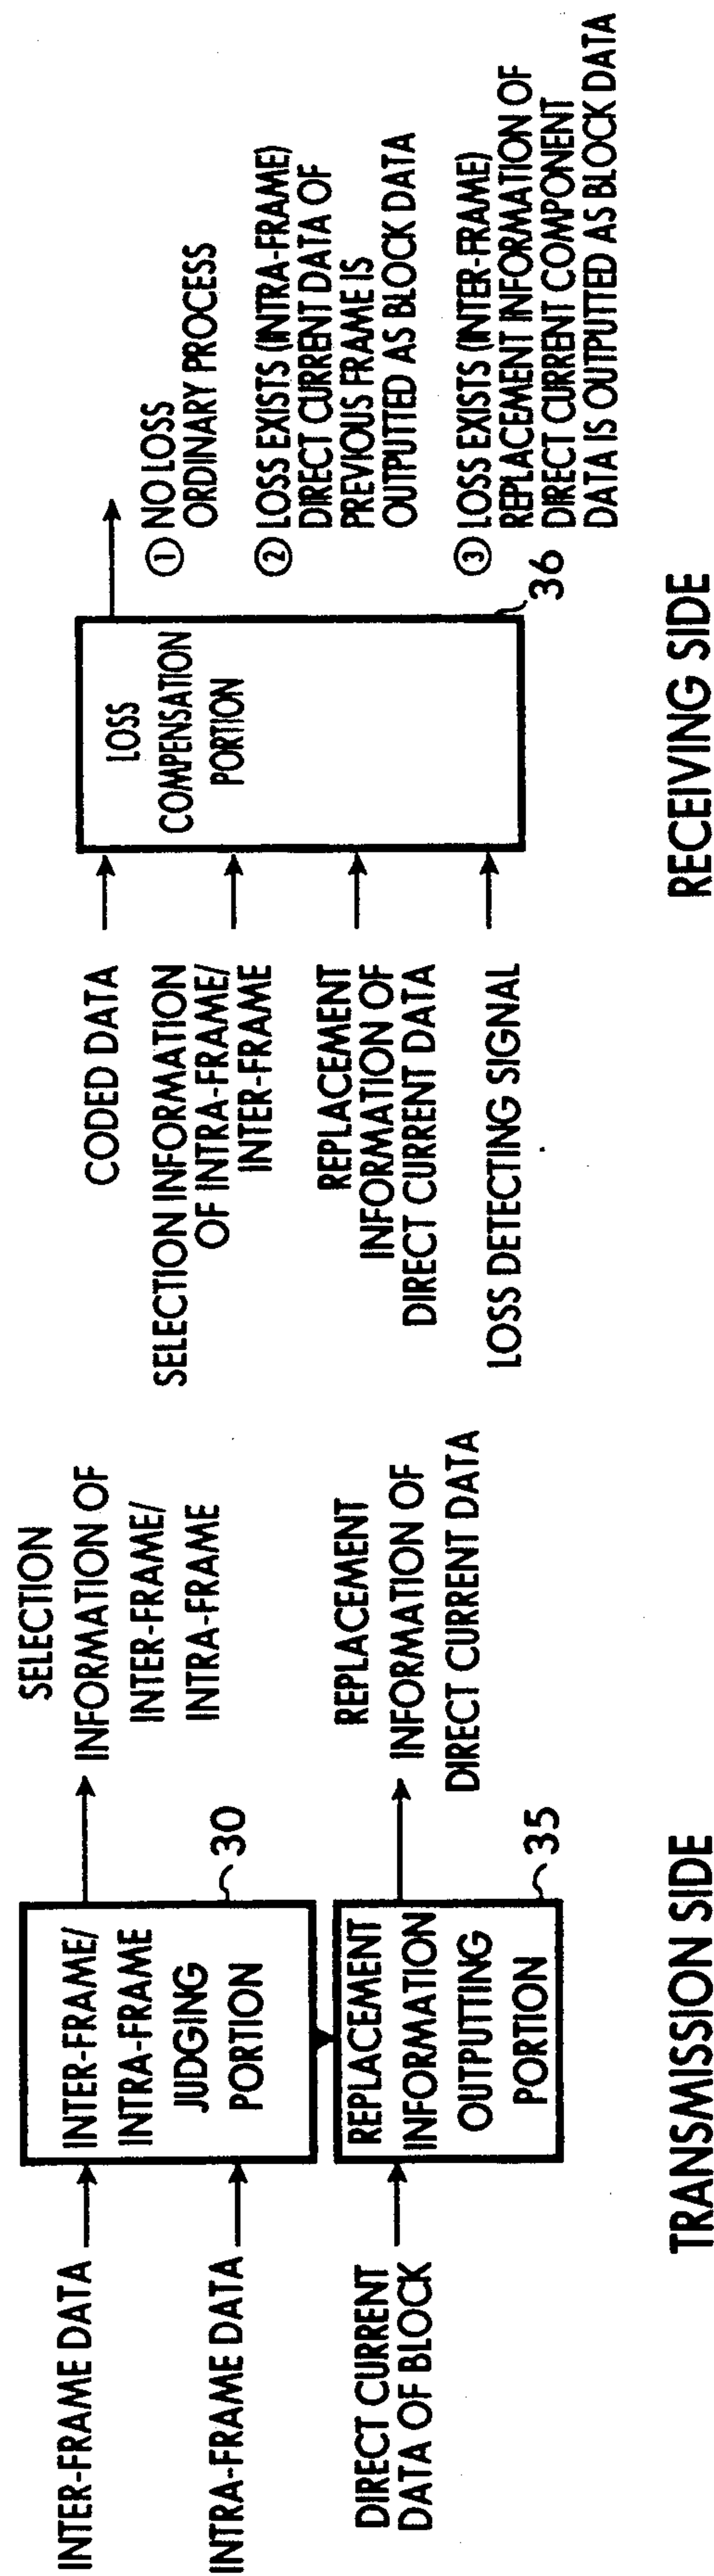 INTER-FRAME DATA
INTRA-FRAME DATA
DIRECT CURRENT
DATA OF BLOCK
INTER-FRAME/
INTRA-FRAME
JUDGING
PORTION
30
REPLACEMENT
INFORMATION
OUTPUTTING
PORTION
35
SELECTION
INFORMATION OF
INTER-FRAME/
INTRA-FRAME
REPLACEMENT
INFORMATION OF
DIRECT CURRENT DATA
TRANSMISSION SIDE
CODED DATA
SELECTION INFORMATION
OF INTRA-FRAME/
INTER-FRAME
REPLACEMENT
INFORMATION OF
DIRECT CURRENT DATA
LOSS DETECTING SIGNAL
LOSS
COMPENSATION
PORTION
36
① NO LOSS
ORDINARY PROCESS
② LOSS EXISTS (INTRA-FRAME)
DIRECT CURRENT DATA OF
PREVIOUS FRAME IS
OUTPUTTED AS BLOCK DATA
③ LOSS EXISTS (INTER-FRAME)
REPLACEMENT INFORMATION OF
DIRECT CURRENT COMPONENT
DATA IS OUTPUTTED AS BLOCK DATA
RECEIVING SIDE